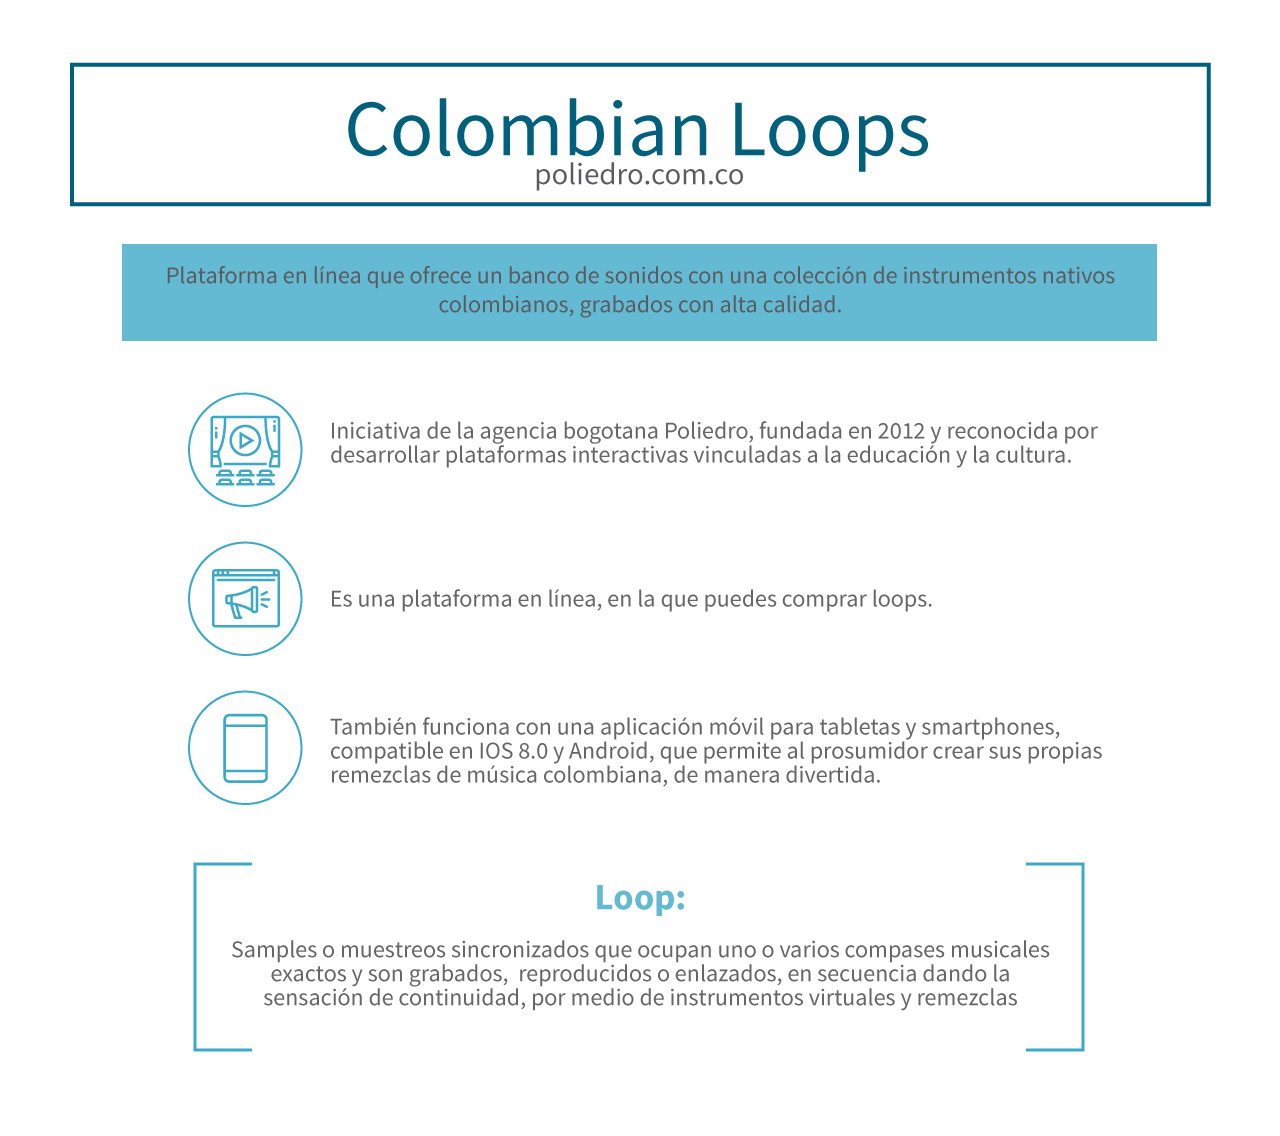 Colombian Loops
poliedro.com.co
Plataforma en línea que ofrece un banco de sonidos con una colección de instrumentos nativos
colombianos, grabados con alta calidad.
Iniciativa de la agencia bogotana Poliedro, fundada en 2012 y reconocida por
desarrollar plataformas interactivas vinculadas a la educación y la cultura.
Es una plataforma en línea, en la que puedes comprar loops.
También funciona con una aplicación móvil para tabletas y smartphones,
compatible en IOS 8.0 y Android, que permite al prosumidor crear sus propias
remezclas de música colombiana, de manera divertida.
Loop:
Samples o muestreos sincronizados que ocupan uno o varios compases musicales
exactos y son grabados,  reproducidos o enlazados, en secuencia dando la
sensación de continuidad, por medio de instrumentos virtuales y remezclas